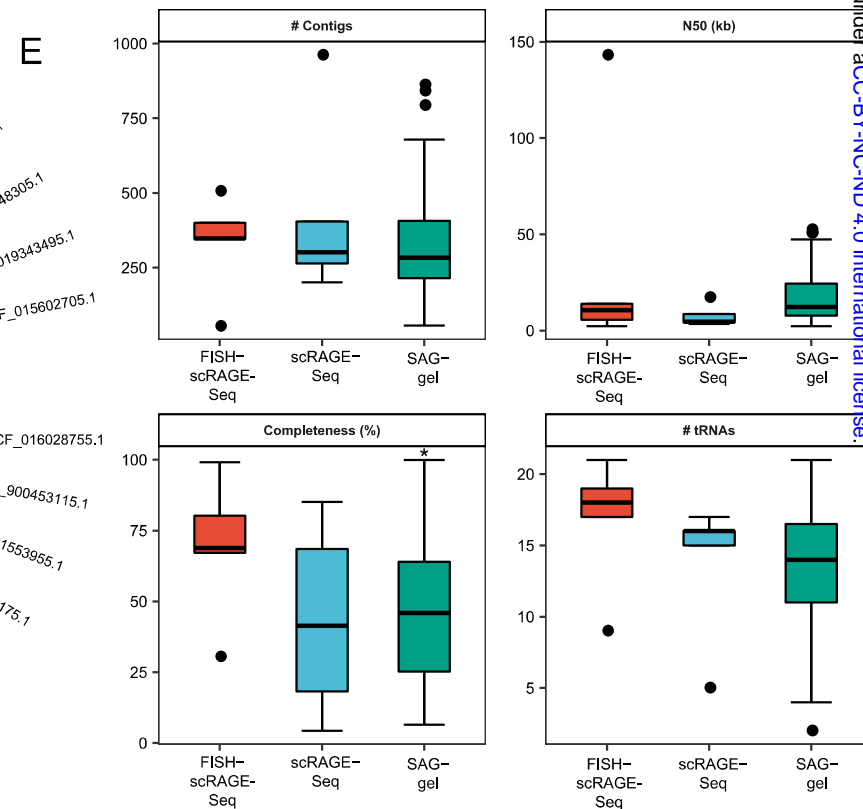 E
# Contigs
1000
750
500
250
FISH–
scRAGE-
Seq
scRAGE–
Seq
SAG–
gel
N50 (kb)
150
100
50
0
FISH–
scRAGE-
Seq
scRAGE–
Seq
SAG–
gel
48305.1
019343495.1
F_015602705.1
CF_016028755.1
_900453115.1
1553955.1
175.1
Completeness (%)
*
100
75
50
25
0
FISH–
scRAGE-
Seq
scRAGE–
Seq
SAG–
gel
# tRNAs
20
15
10
5
FISH–
scRAGE-
Seq
scRAGE–
Seq
SAG–
gel
under aCC-BY-NC-ND 4.0 International license.